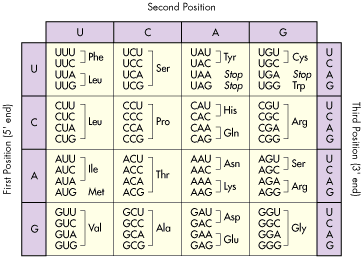 Second Position
U C A G
First Position (5' end)
Third Position (3' end)
U
UUU UUC Phe
UUA UUG Leu
UCU UCC UCA UCG Ser
UAU UAC Tyr
UAA Stop
UAG Stop
UGU UGC Cys
UGA Stop
UGG Trp
U C A G
C
CUU CUC CUA CUG Leu
CCU CCC CCA CCG Pro
CAU CAC His
CAA CAG Gln
CGU CGC CGA CGG Arg
U C A G
A
AUU AUC AUA Ile
AUG Met
ACU ACC ACA ACG Thr
AAU AAC Asn
AAA AAG Lys
AGU AGC Ser
AGA AGG Arg
U C A G
G
GUU GUC GUA GUG Val
GCU GCC GCA GCG Ala
GAU GAC Asp
GAA GAG Glu
GGU GGC GGA GGG Gly
U C A G